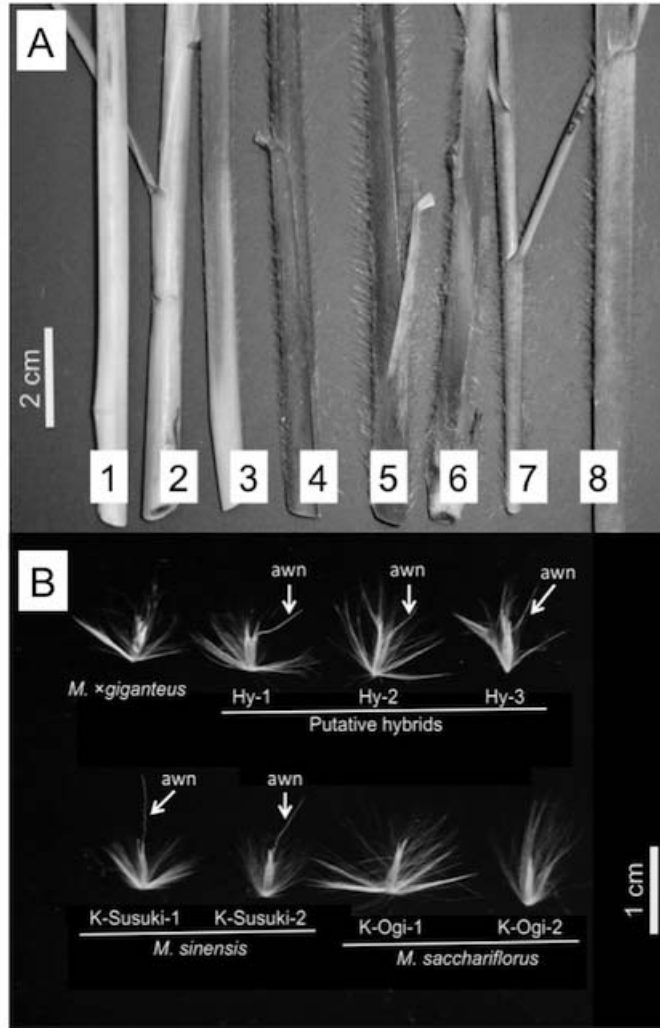 A
2 cm
1 2 3 4 5 6 7 8
B
awn awn awn
M. ×giganteus Hy-1 Hy-2 Hy-3
Putative hybrids
awn awn
K-Susuki-1 K-Susuki-2 K-Ogi-1 K-Ogi-2
M. sinensis M. sacchariflorus
1 cm